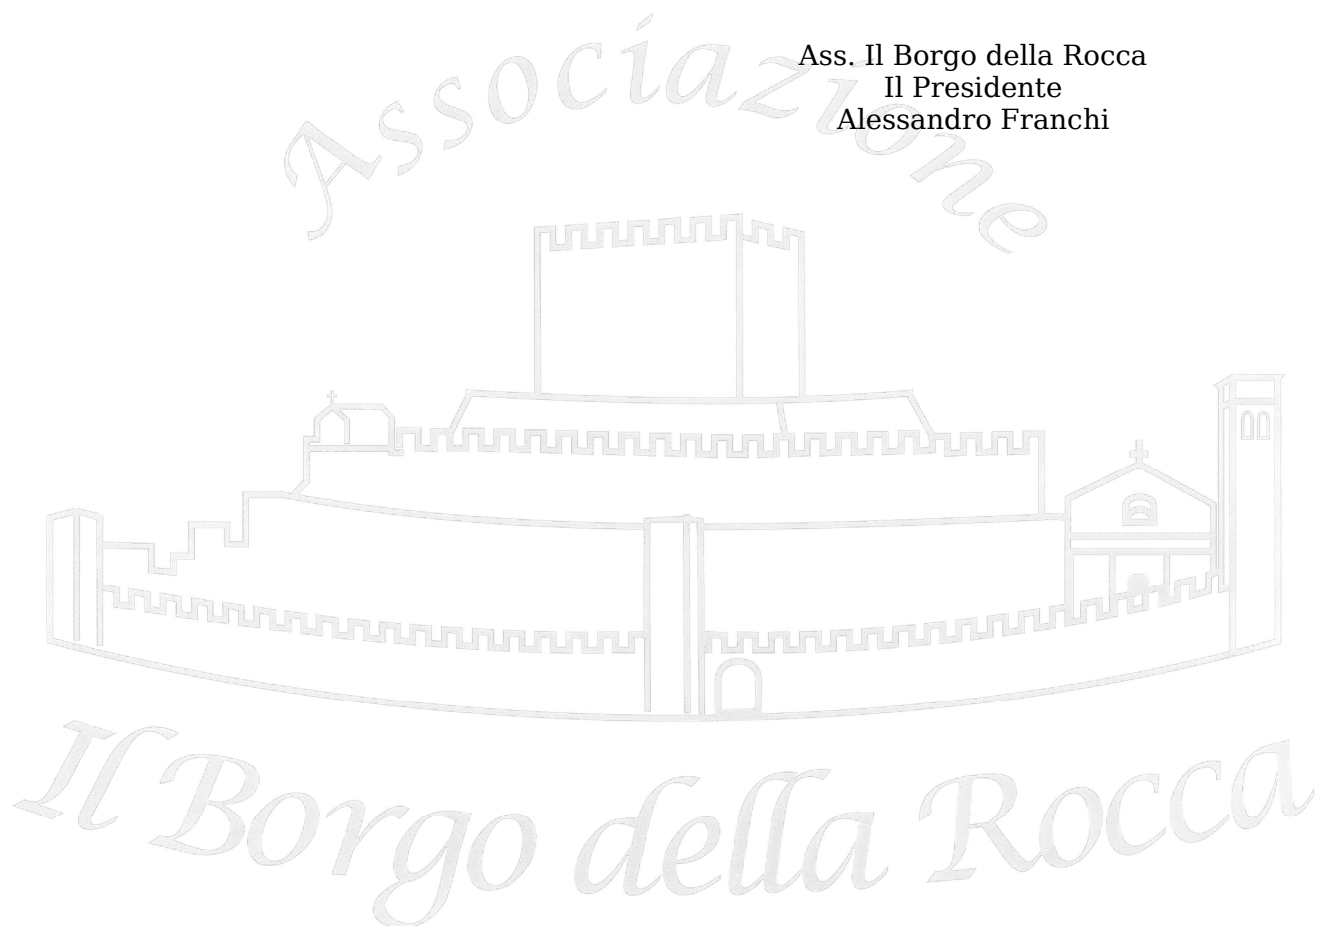 Ass. Il Borgo della Rocca
Il Presidente
Alessandro Franchi
Associazione
Il Borgo della Rocca